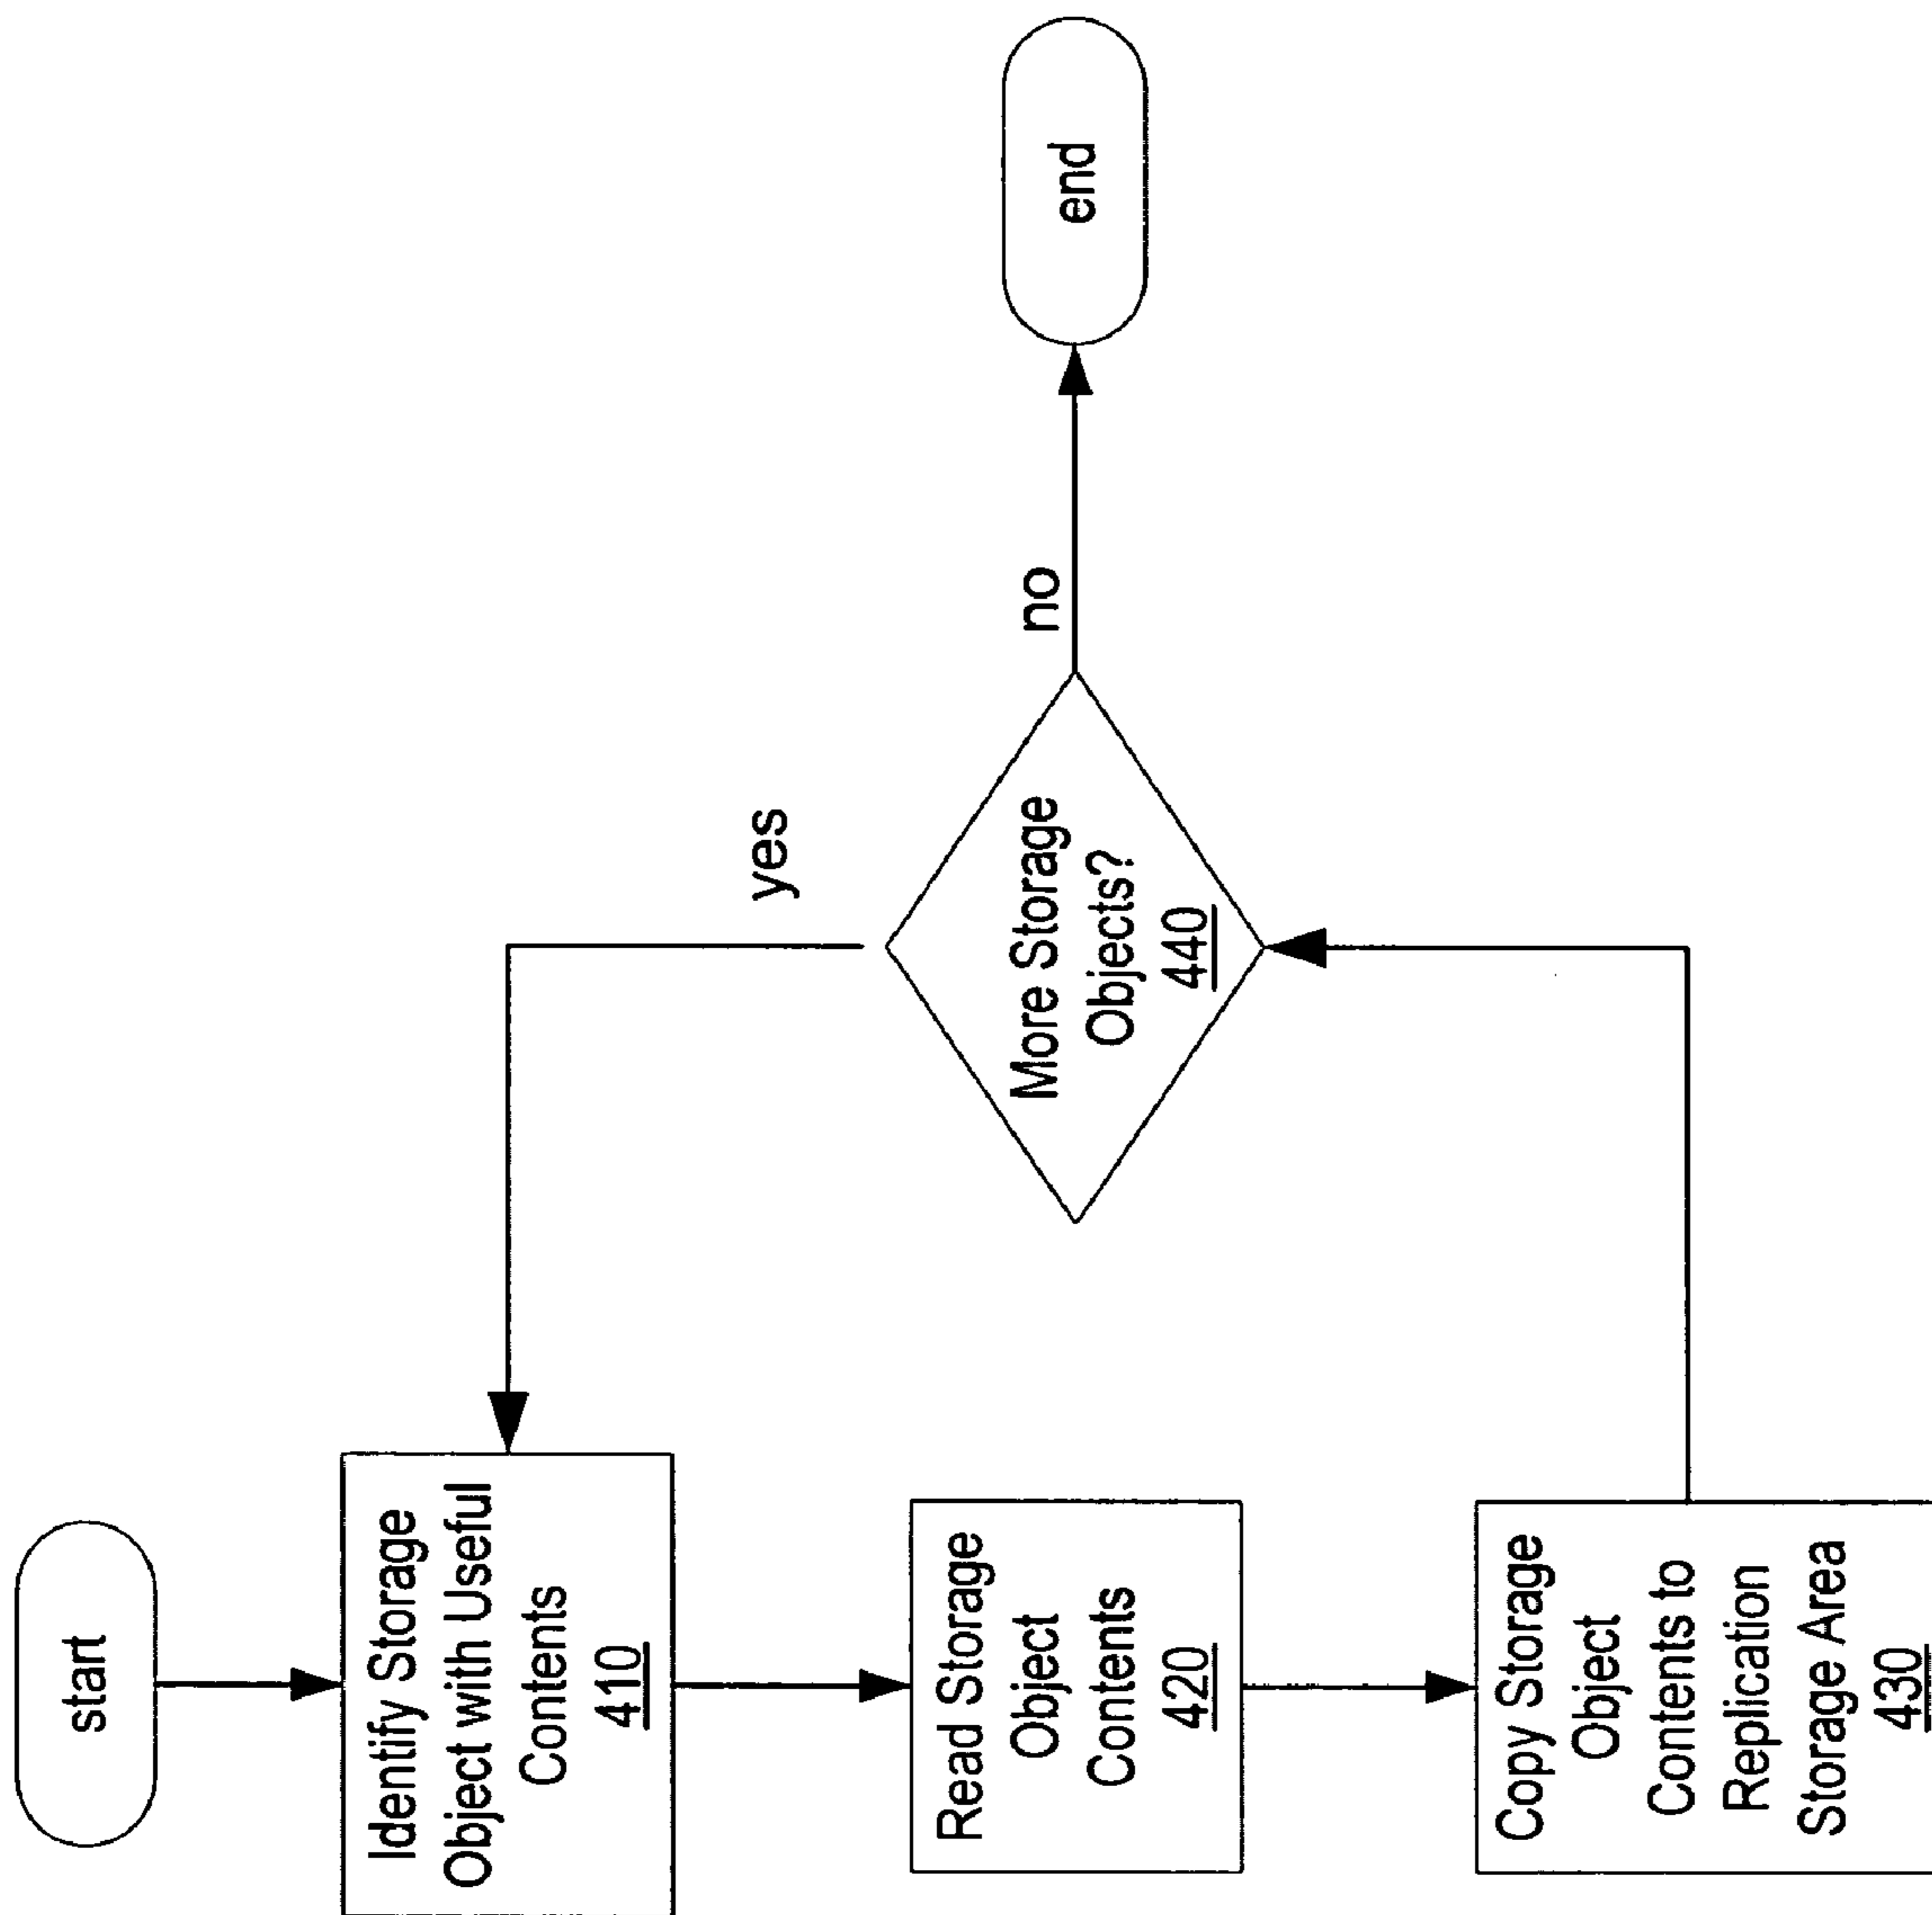 start
Identify Storage
Object with Useful
Contents
410
Read Storage
Object
Contents
420
Copy Storage
Object
Contents to
Replication
Storage Area
430
More Storage
Objects?
440
yes
no
end